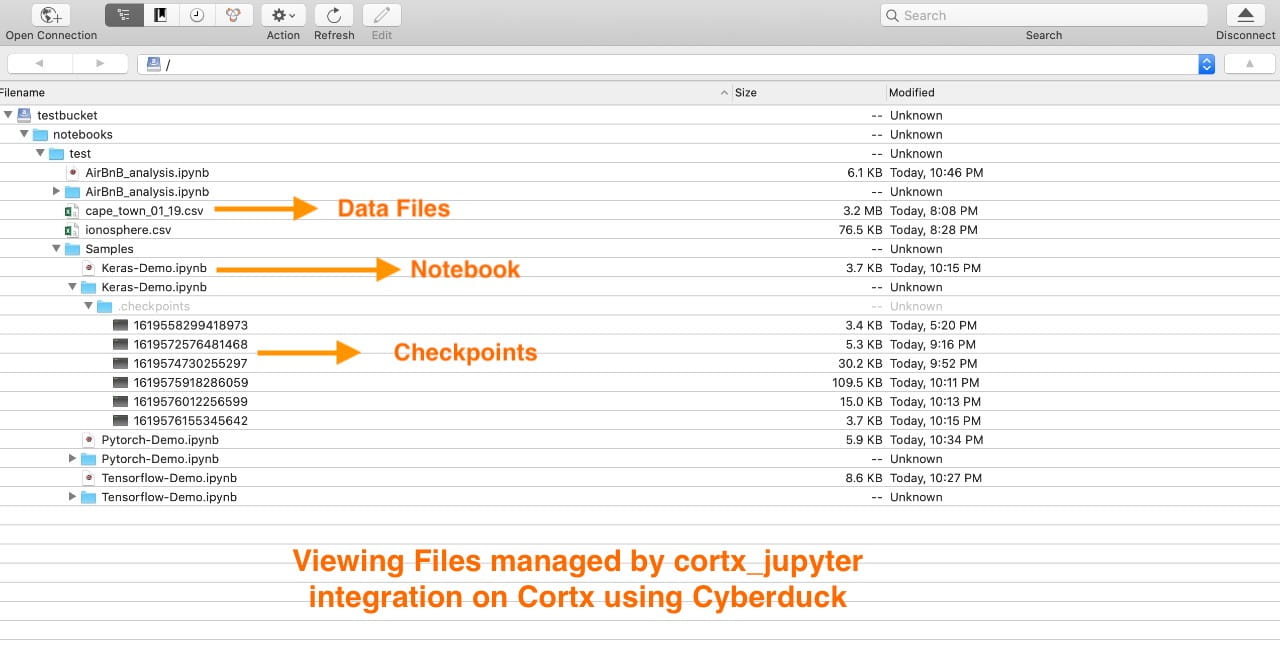 Open Connection
Action
Refresh
Edit
Search
Search
Disconnect
/
Filename
Size
Modified
testbucket -- Unknown
notebooks -- Unknown
test -- Unknown
AirBnB_analysis.ipynb 6.1 KB Today, 10:46 PM
AirBnB_analysis.ipynb -- Unknown
cape_town_01_19.csv Data Files 3.2 MB Today, 8:08 PM
ionosphere.csv 76.5 KB Today, 8:28 PM
Samples -- Unknown
Keras-Demo.ipynb Notebook 3.7 KB Today, 10:15 PM
Keras-Demo.ipynb -- Unknown
.checkpoints -- Unknown
1619558299418973 3.4 KB Today, 5:20 PM
1619572576481468 5.3 KB Today, 9:16 PM
Checkpoints
1619574730255297 30.2 KB Today, 9:52 PM
1619575918286059 109.5 KB Today, 10:11 PM
1619576012256599 15.0 KB Today, 10:13 PM
1619576155345642 3.7 KB Today, 10:15 PM
Pytorch-Demo.ipynb 5.9 KB Today, 10:34 PM
Pytorch-Demo.ipynb -- Unknown
Tensorflow-Demo.ipynb 8.6 KB Today, 10:27 PM
Tensorflow-Demo.ipynb -- Unknown
Viewing Files managed by cortx_jupyter
integration on Cortx using Cyberduck